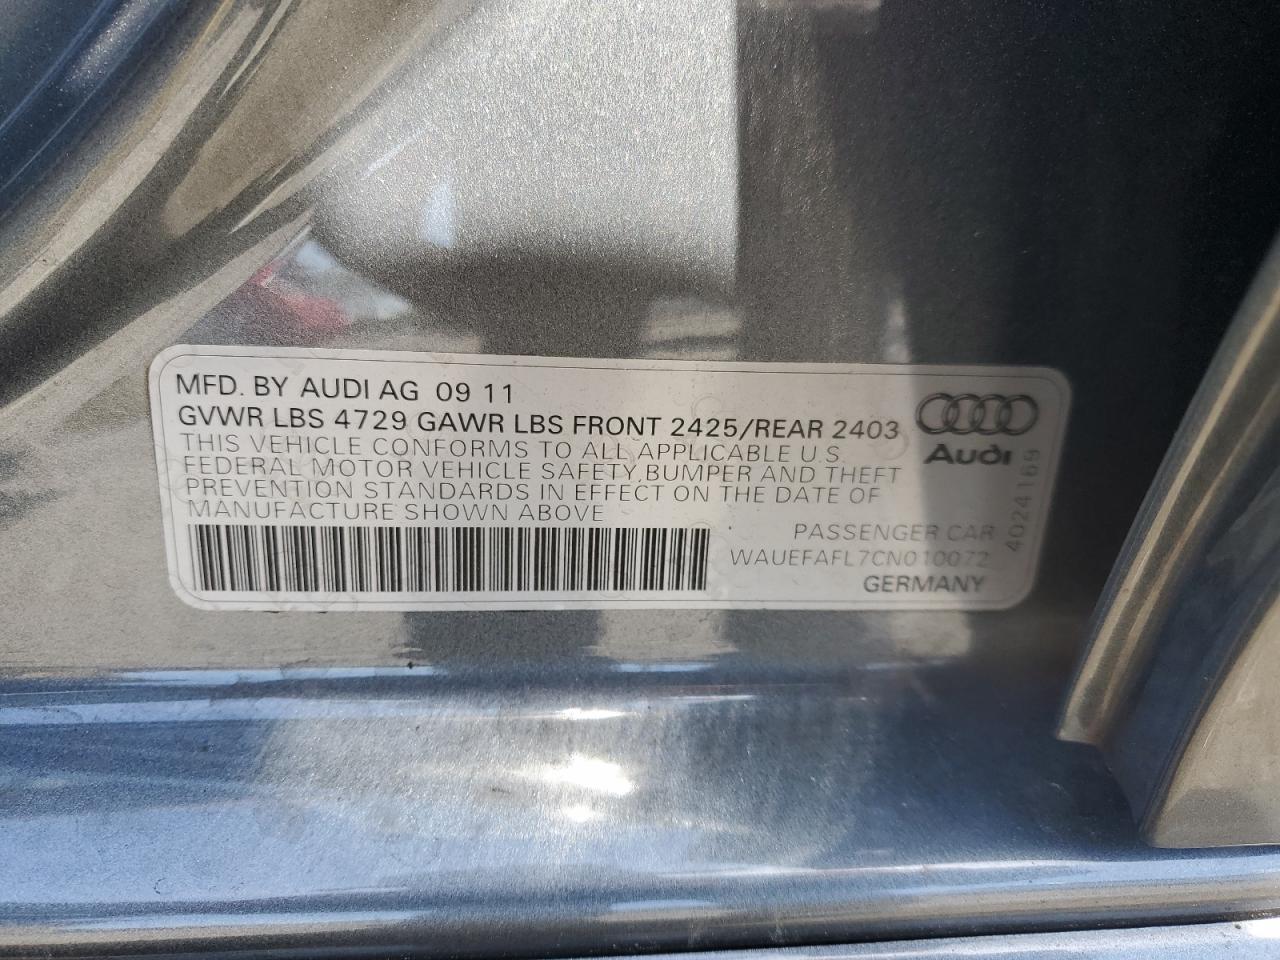 MFD. BY AUDI AG 09 11
GVWR LBS 4729 GAWR LBS FRONT 2425/REAR 2403
THIS VEHICLE CONFORMS TO ALL APPLICABLE U.S.
FEDERAL MOTOR VEHICLE SAFETY, BUMPER AND THEFT
PREVENTION STANDARDS IN EFFECT ON THE DATE OF
MANUFACTURE SHOWN ABOVE
Audi
4024169
PASSENGER CAR
WAUEFAFL7CN010072
GERMANY